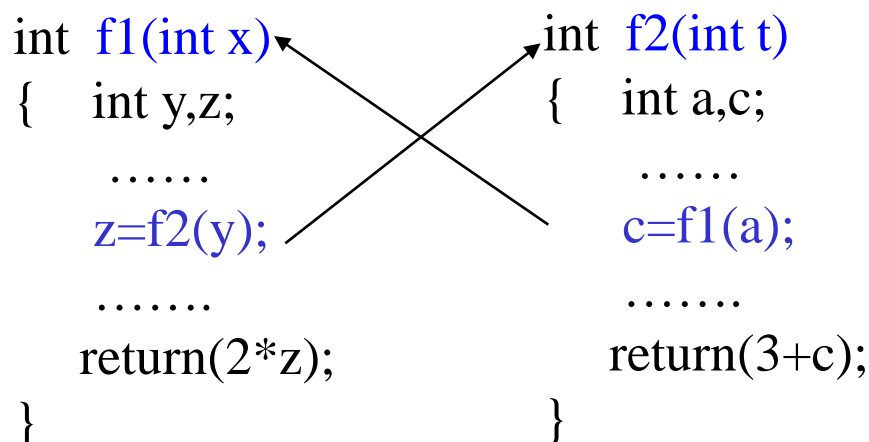 int f1(int x)
{ int y,z;
……
z=f2(y);
…….
return(2*z);
}
int f2(int t)
{ int a,c;
……
c=f1(a);
…….
return(3+c);
}